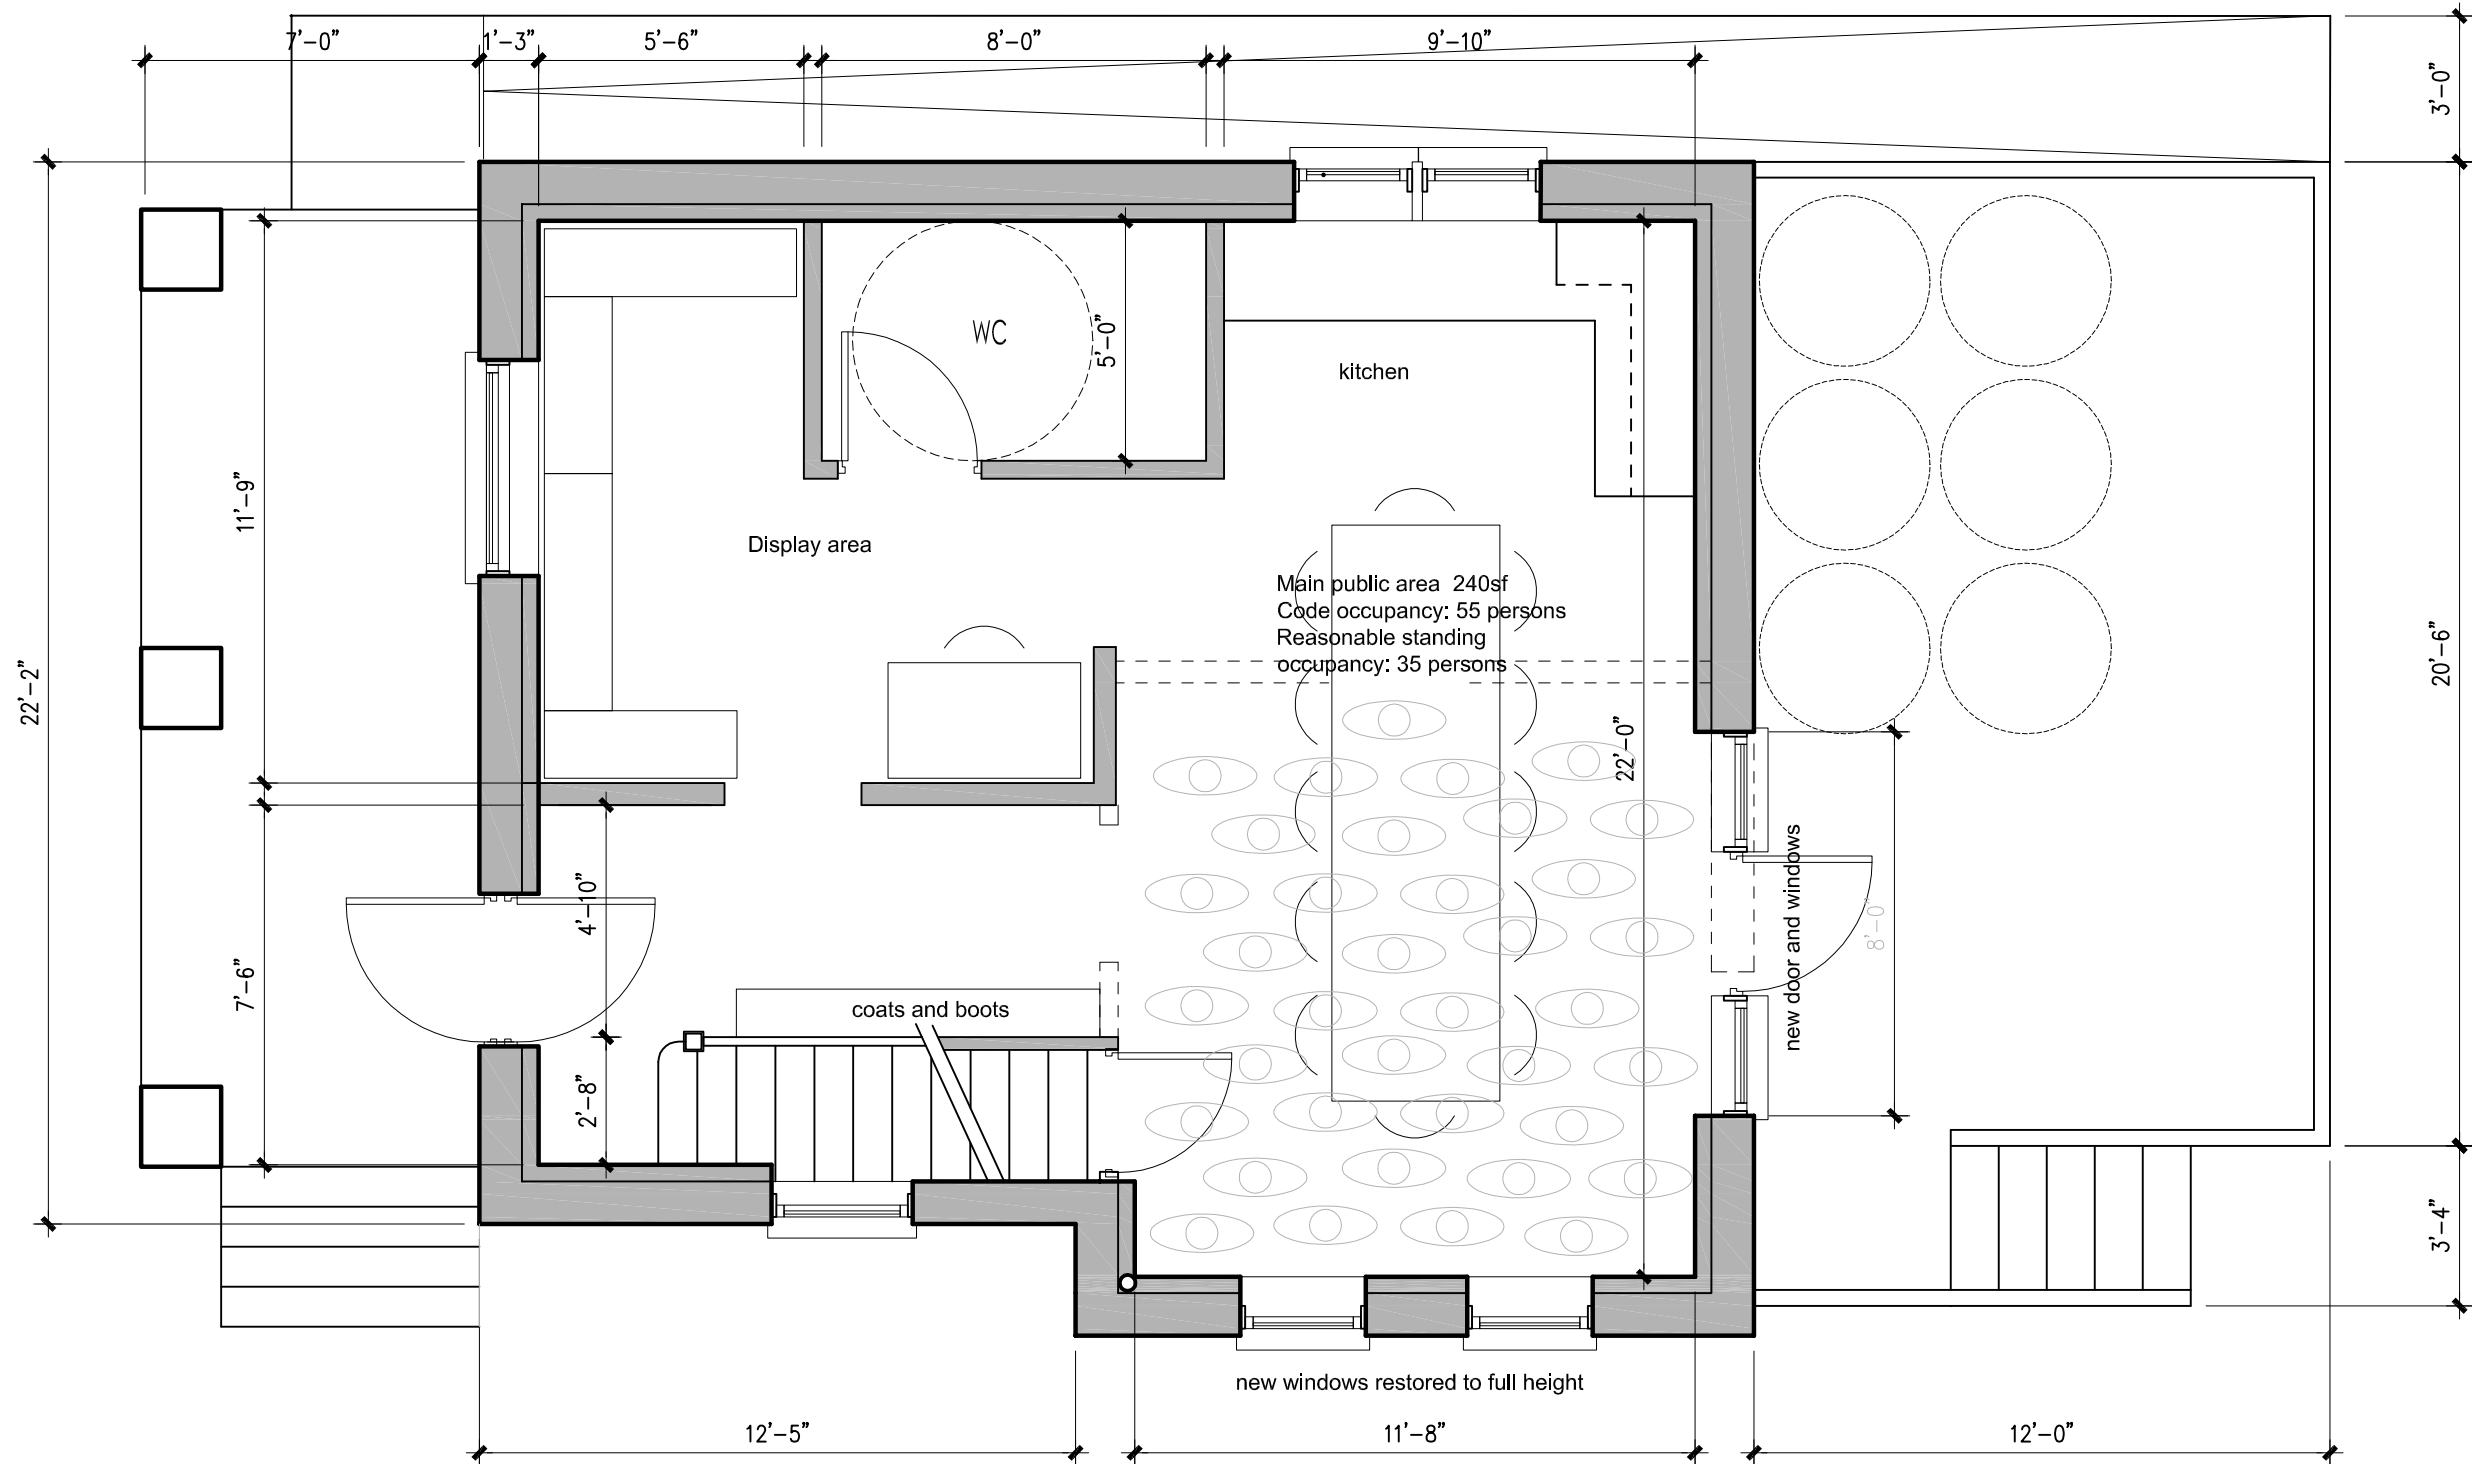 7'-0" 1'-3" 5'-6" 8'-0" 9'-10"
3'-0"
WC
5'-0"
kitchen
11'-9"
Display area
Main public area 240sf
Code occupancy: 55 persons
Reasonable standing
occupancy: 35 persons
22'-2"
20'-6"
22'-0"
new door and windows
8'-0"
4'-10"
7'-6"
coats and boots
2'-8"
3'-4"
new windows restored to full height
12'-5" 11'-8" 12'-0"